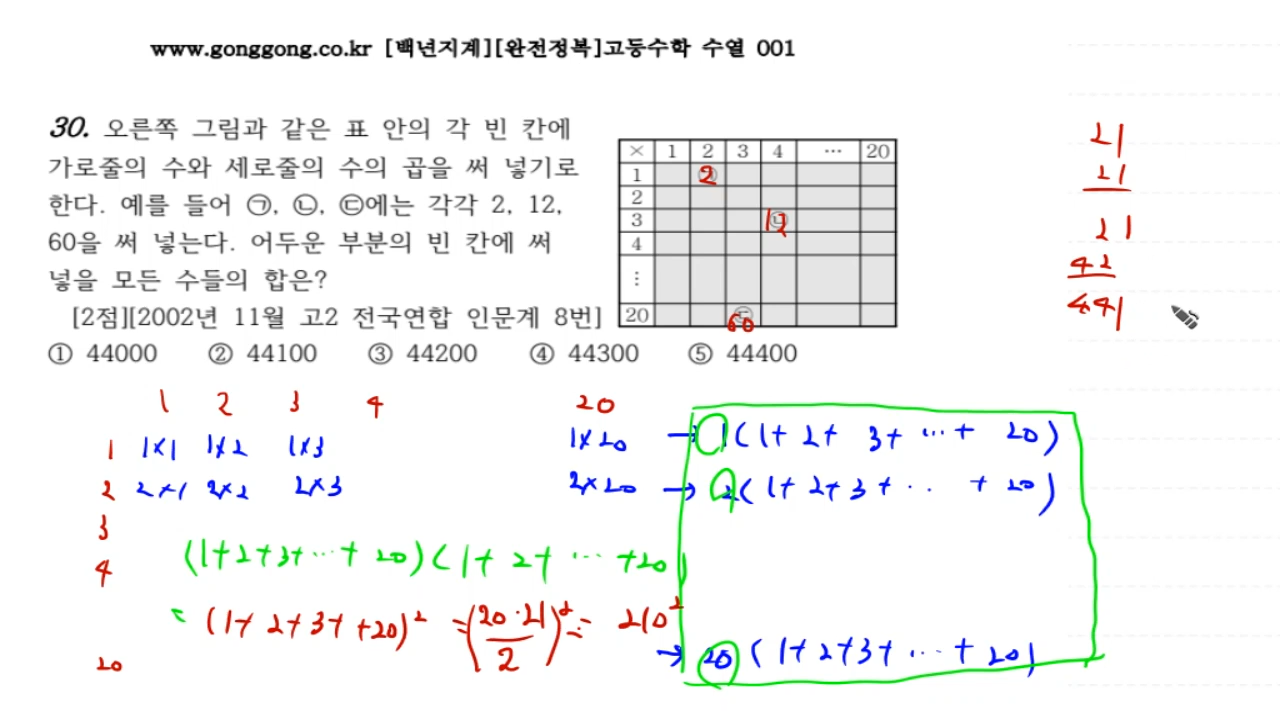 www.gonggong.co.kr [백년지계][완전정복]고등수학 수열 001
30. 오른쪽 그림과 같은 표 안의 각 빈 칸에
가로줄의 수와 세로줄의 수의 곱을 써 넣기로
한다. 예를 들어 ㉠, ㉡, ㉢에는 각각 2, 12,
60을 써 넣는다. 어두운 부분의 빈 칸에 써
넣을 모든 수들의 합은?
[2점][2002년 11월 고2 전국연합 인문계 8번]
× 1 2 3 4 ··· 20
1 2
2
3 12
4
⋮
20 60
① 44000 ② 44100 ③ 44200 ④ 44300 ⑤ 44400
21
21
21
42
441
1 2 3 4 20
1 1×1 1×2 1×3 1×20 → 1(1+2+3+···+20)
2 2×1 2×2 2×3 2×20 → 2(1+2+3+··· +20)
3
4 (1+2+3+···+20)(1+2+···+20)
= (1+2+3+ +20)² =(20·21/2)² = 210²
20 → 20(1+2+3+···+20)